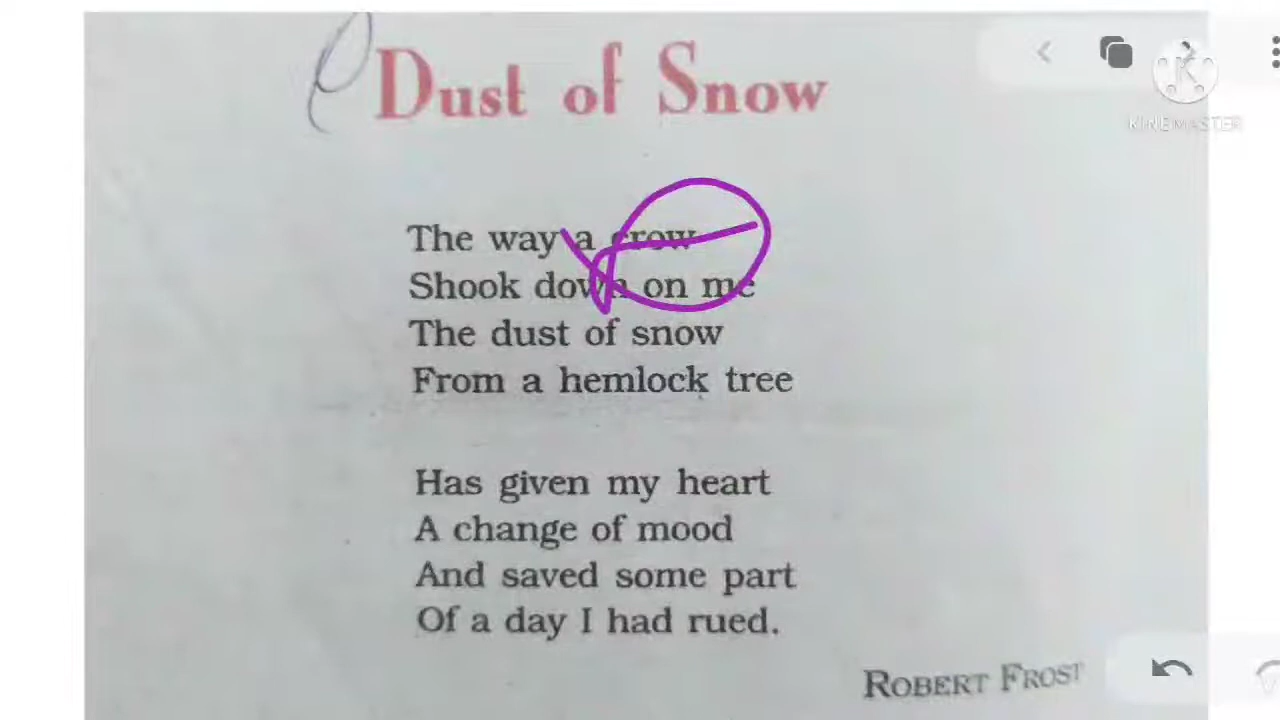 Dust of Snow
KINEMASTER
The way a crow
Shook down on me
The dust of snow
From a hemlock tree
Has given my heart
A change of mood
And saved some part
Of a day I had rued.
ROBERT FROST